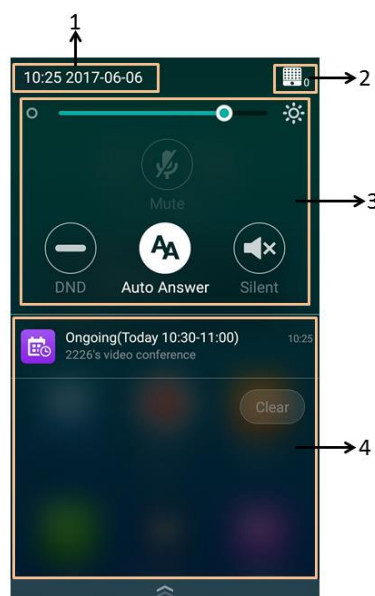 1
10:25 2017-06-06
0
2
3
Mute
AA
DND
Auto Answer
Silent
Ongoing(Today 10:30-11:00)
10:25
2226's video conference
Clear
4